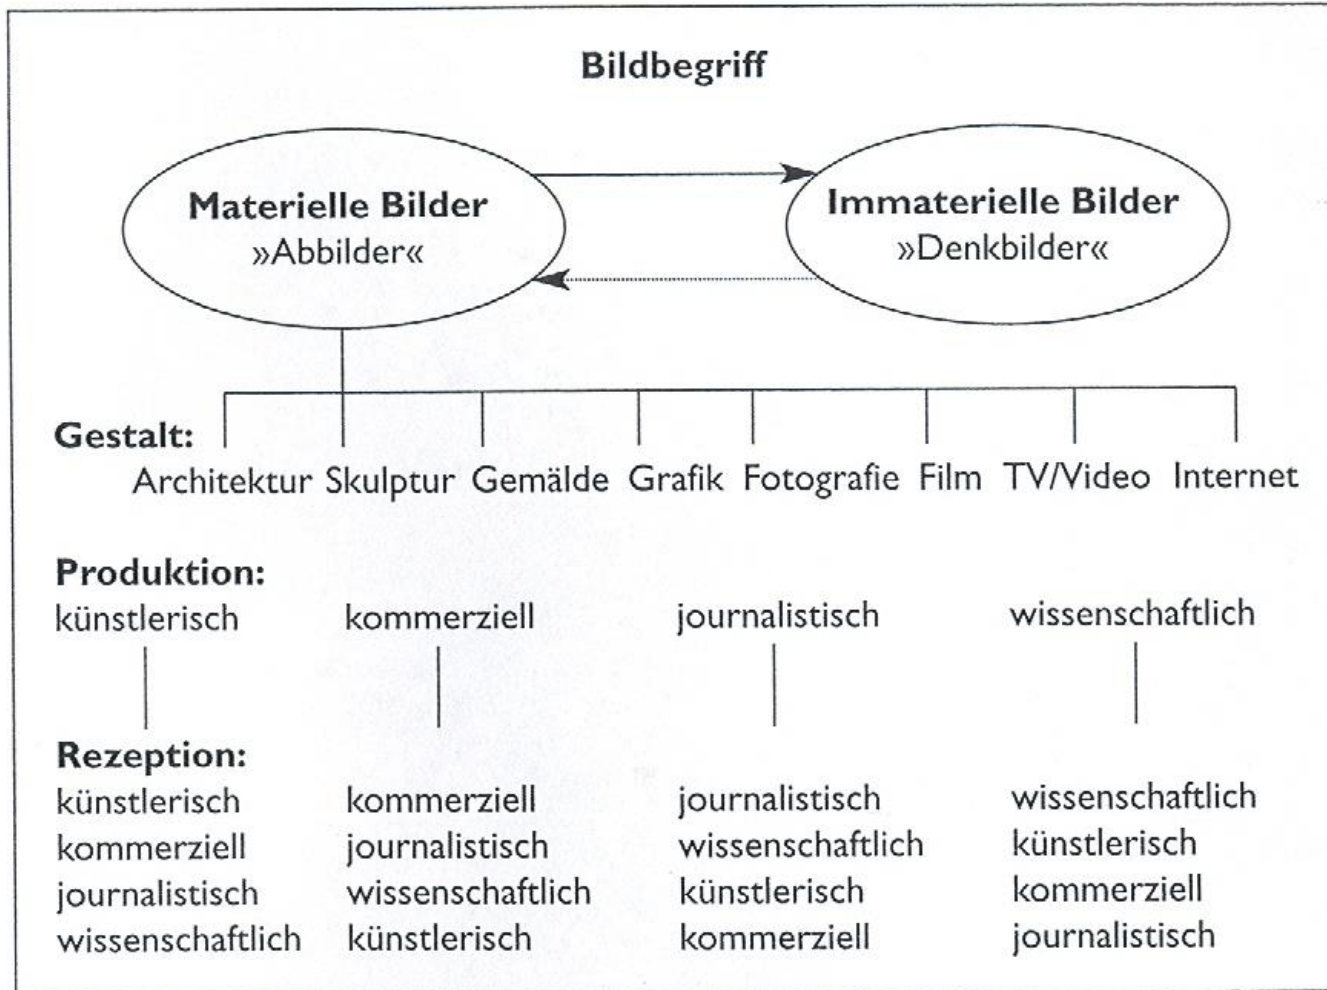 Bildbegriff
Materielle Bilder
»Abbilder«
Immaterielle Bilder
»Denkbilder«
Gestalt:
Architektur Skulptur Gemälde Grafik Fotografie Film TV/Video Internet
Produktion:
künstlerisch kommerziell journalistisch wissenschaftlich
Rezeption:
künstlerisch kommerziell journalistisch wissenschaftlich
kommerziell journalistisch wissenschaftlich künstlerisch
journalistisch wissenschaftlich künstlerisch kommerziell
wissenschaftlich künstlerisch kommerziell journalistisch